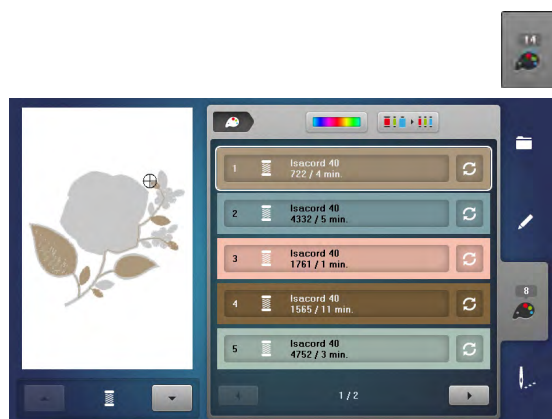 14
1
Isacord 40
722 / 4 min.
2
Isacord 40
4332 / 5 min.
3
Isacord 40
1761 / 1 min.
4
Isacord 40
1565 / 11 min.
5
Isacord 40
4752 / 3 min.
8
1 / 2